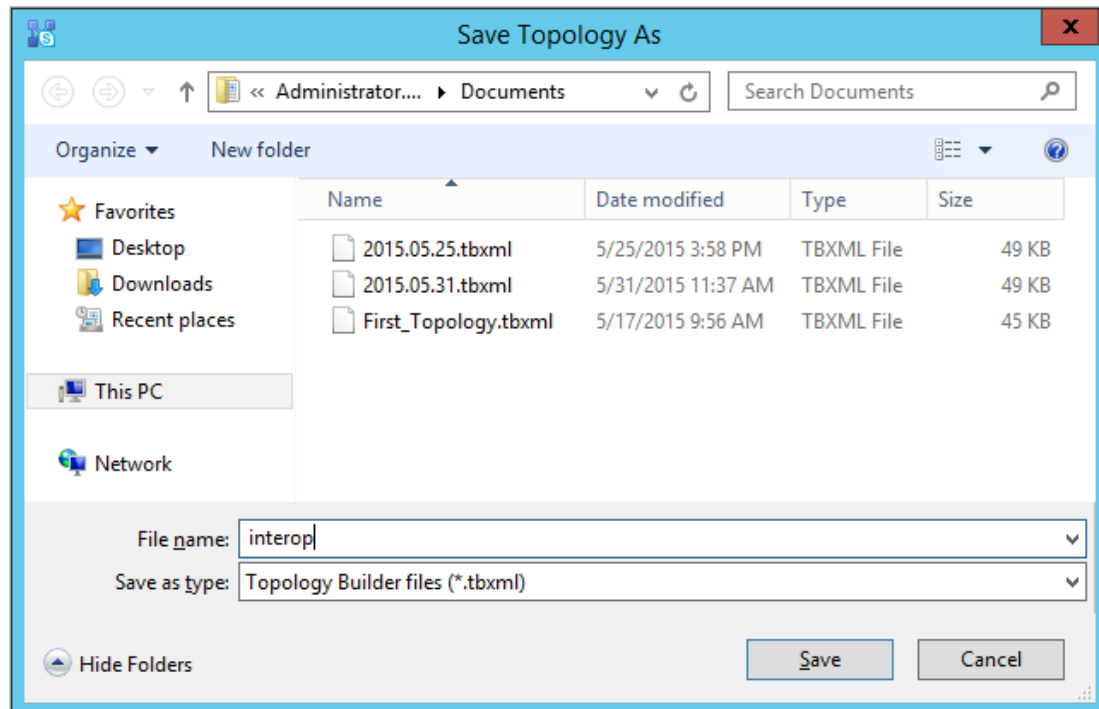 Save Topology As
x
« Administrator.... Documents
Search Documents
Organize
New folder
Name Date modified Type Size
Favorites
Desktop
Downloads
Recent places
This PC
Network
2015.05.25.tbxml 5/25/2015 3:58 PM TBXML File 49 KB
2015.05.31.tbxml 5/31/2015 11:37 AM TBXML File 49 KB
First_Topology.tbxml 5/17/2015 9:56 AM TBXML File 45 KB
File name: interop
Save as type: Topology Builder files (*.tbxml)
Hide Folders
Save
Cancel